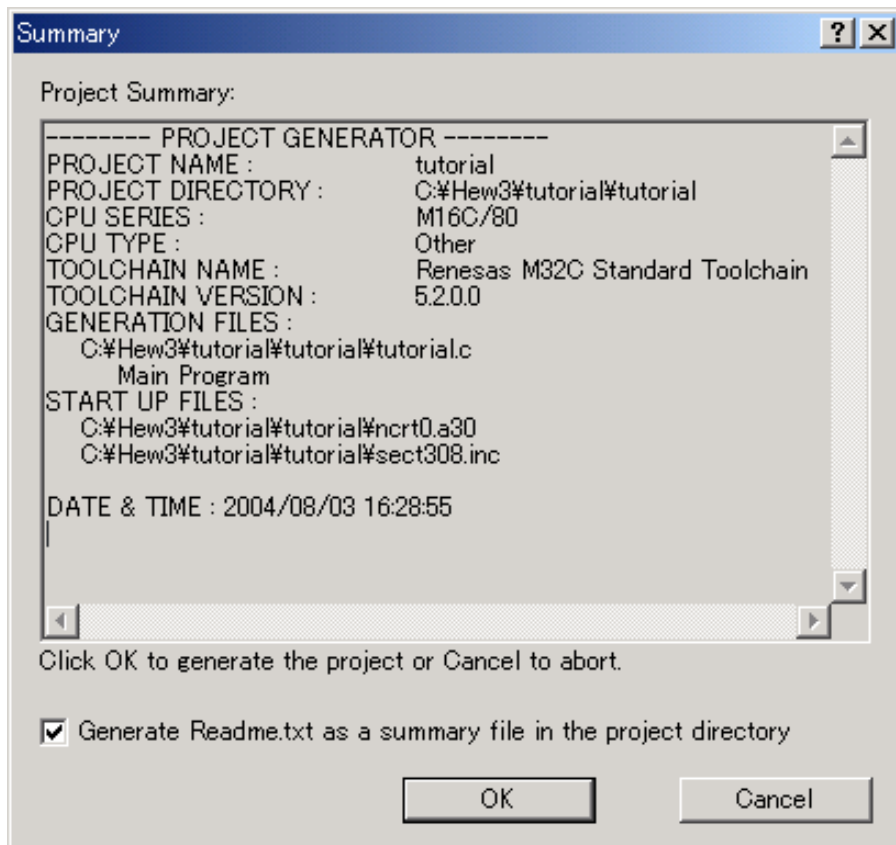 Summary
Project Summary:
-------- PROJECT GENERATOR --------
PROJECT NAME : tutorial
PROJECT DIRECTORY : C:¥Hew3¥tutorial¥tutorial
CPU SERIES : M16C/80
CPU TYPE : Other
TOOLCHAIN NAME : Renesas M32C Standard Toolchain
TOOLCHAIN VERSION : 5.2.0.0
GENERATION FILES :
C:¥Hew3¥tutorial¥tutorial¥tutorial.c
Main Program
START UP FILES :
C:¥Hew3¥tutorial¥tutorial¥ncrt0.a30
C:¥Hew3¥tutorial¥tutorial¥sect308.inc
DATE & TIME : 2004/08/03 16:28:55
Click OK to generate the project or Cancel to abort.
Generate Readme.txt as a summary file in the project directory
OK Cancel